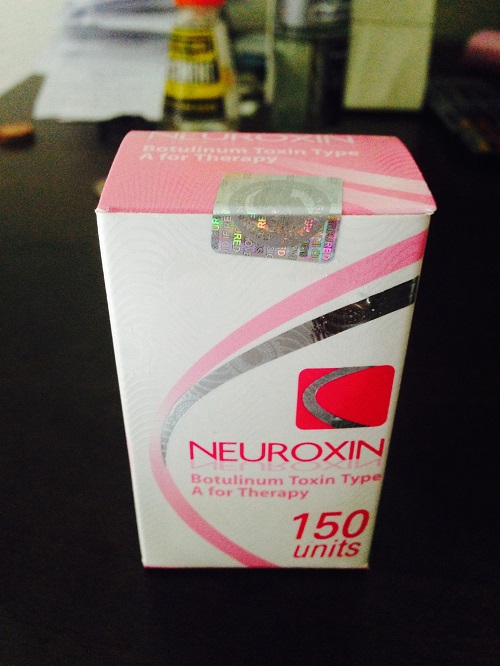 NEUROXIN
Botulinum Toxin Type
A for Therapy
NEUROXIN
Botulinum Toxin Type
A for Therapy
150
units